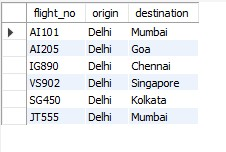 flight_no origin destination
AI101 Delhi Mumbai
AI205 Delhi Goa
IG890 Delhi Chennai
VS902 Delhi Singapore
SG450 Delhi Kolkata
JT555 Delhi Mumbai